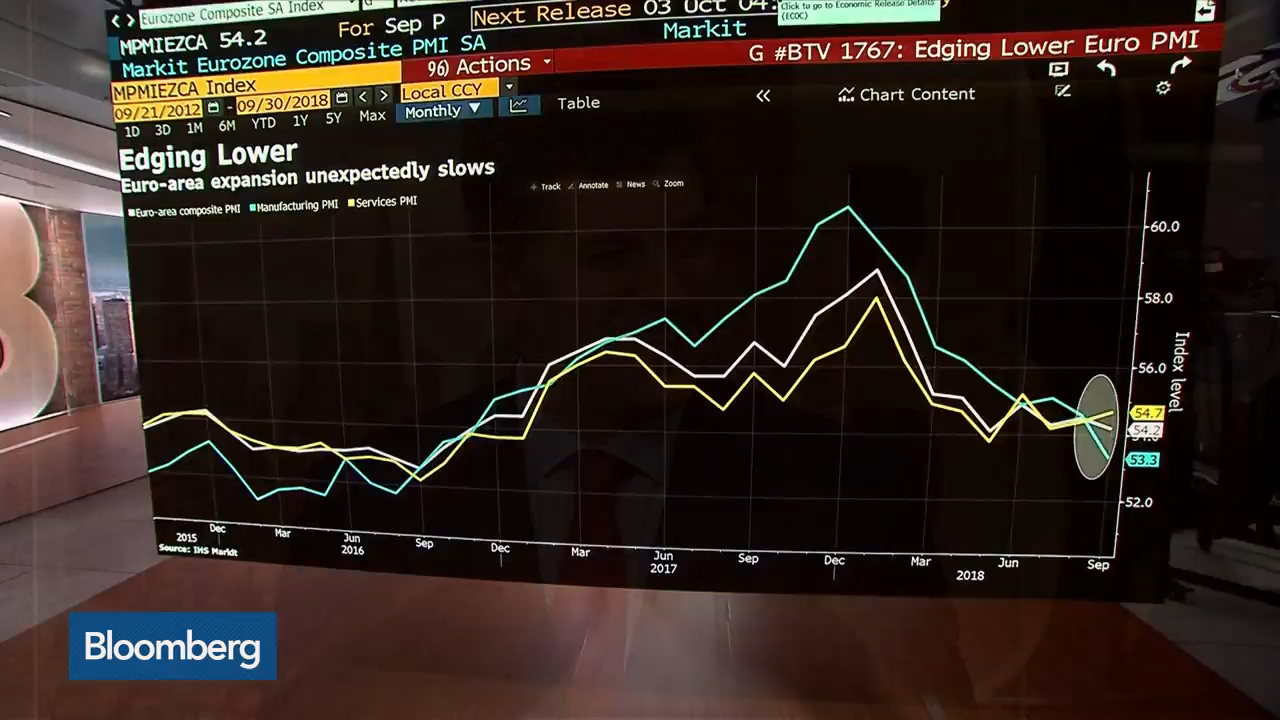 Eurozone Composite SA Index
MPMIEZCA 54.2
For Sep P
Next Release 03 Oct 04:
Click to go to Economic Release Details
(ECOC)
Markit Eurozone Composite PMI SA
Markit
MPMIEZCA Index
96) Actions
G #BTV 1767: Edging Lower Euro PMI
09/21/2012 - 09/30/2018
Local CCY
1D 3D 1M 6M YTD 1Y 5Y Max
Monthly ▼
Table
«
Chart Content
Edging Lower
Euro-area expansion unexpectedly slows
Track Annotate News Zoom
Euro-area composite PMI Manufacturing PMI Services PMI
60.0
58.0
56.0
54.7
54.2
53.3
52.0
Index level
Dec Mar Jun Sep Dec Mar Jun Sep Dec Mar Jun Sep
2015 2016 2017 2018
Source: IHS Markit
Bloomberg
B